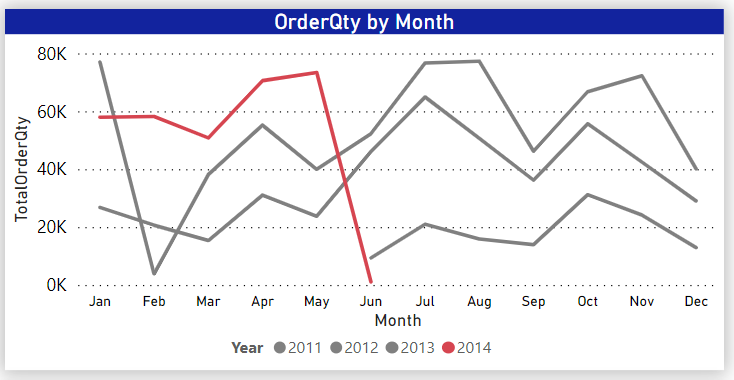 OrderQty by Month
80K
60K
40K
20K
0K
TotalOrderQty
Jan Feb Mar Apr May Jun Jul Aug Sep Oct Nov Dec
Month
Year 2011 2012 2013 2014